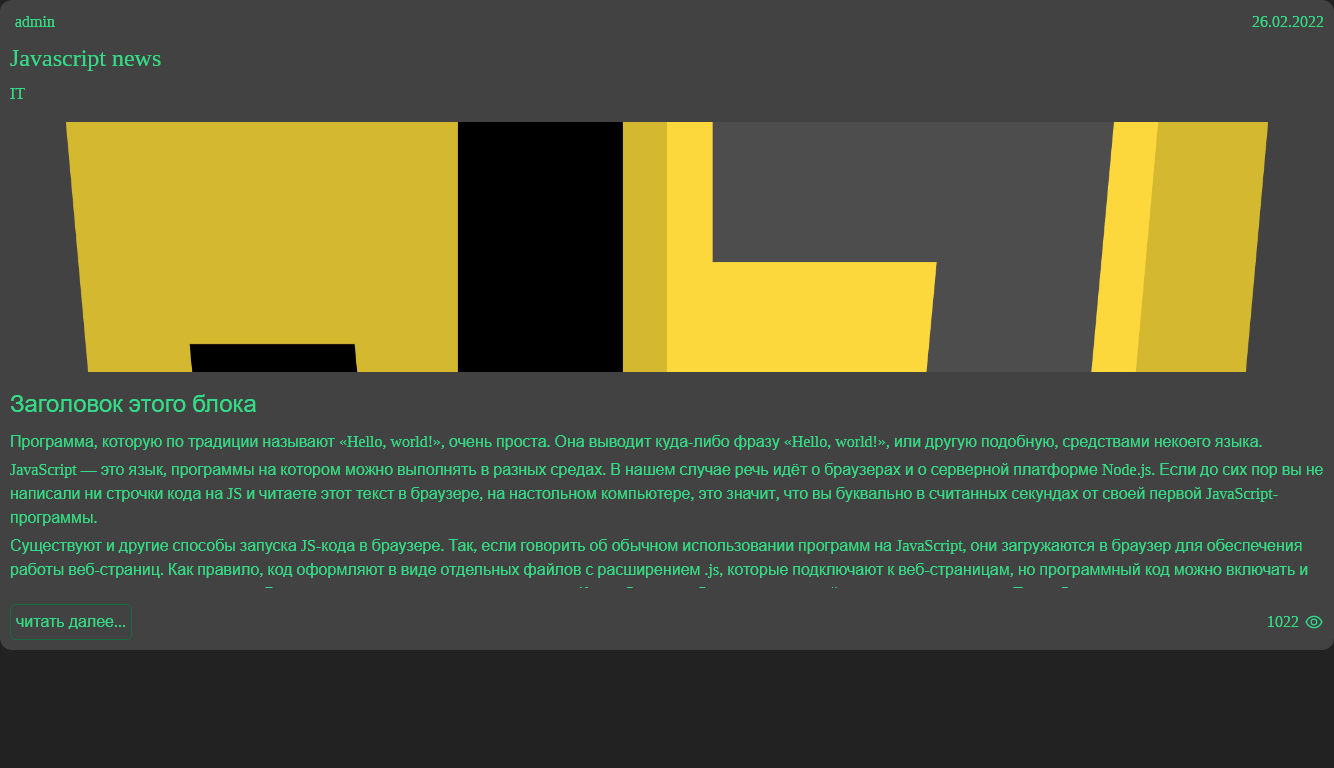 admin
26.02.2022
Javascript news
IT
Заголовок этого блока
Программа, которую по традиции называют «Hello, world!», очень проста. Она выводит куда-либо фразу «Hello, world!», или другую подобную, средствами некоего языка.
JavaScript — это язык, программы на котором можно выполнять в разных средах. В нашем случае речь идёт о браузерах и о серверной платформе Node.js. Если до сих пор вы не
написали ни строчки кода на JS и читаете этот текст в браузере, на настольном компьютере, это значит, что вы буквально в считанных секундах от своей первой JavaScript-
программы.
Существуют и другие способы запуска JS-кода в браузере. Так, если говорить об обычном использовании программ на JavaScript, они загружаются в браузер для обеспечения
работы веб-страниц. Как правило, код оформляют в виде отдельных файлов с расширением .js, которые подключают к веб-страницам, но программный код можно включать и
читать далее...
1022